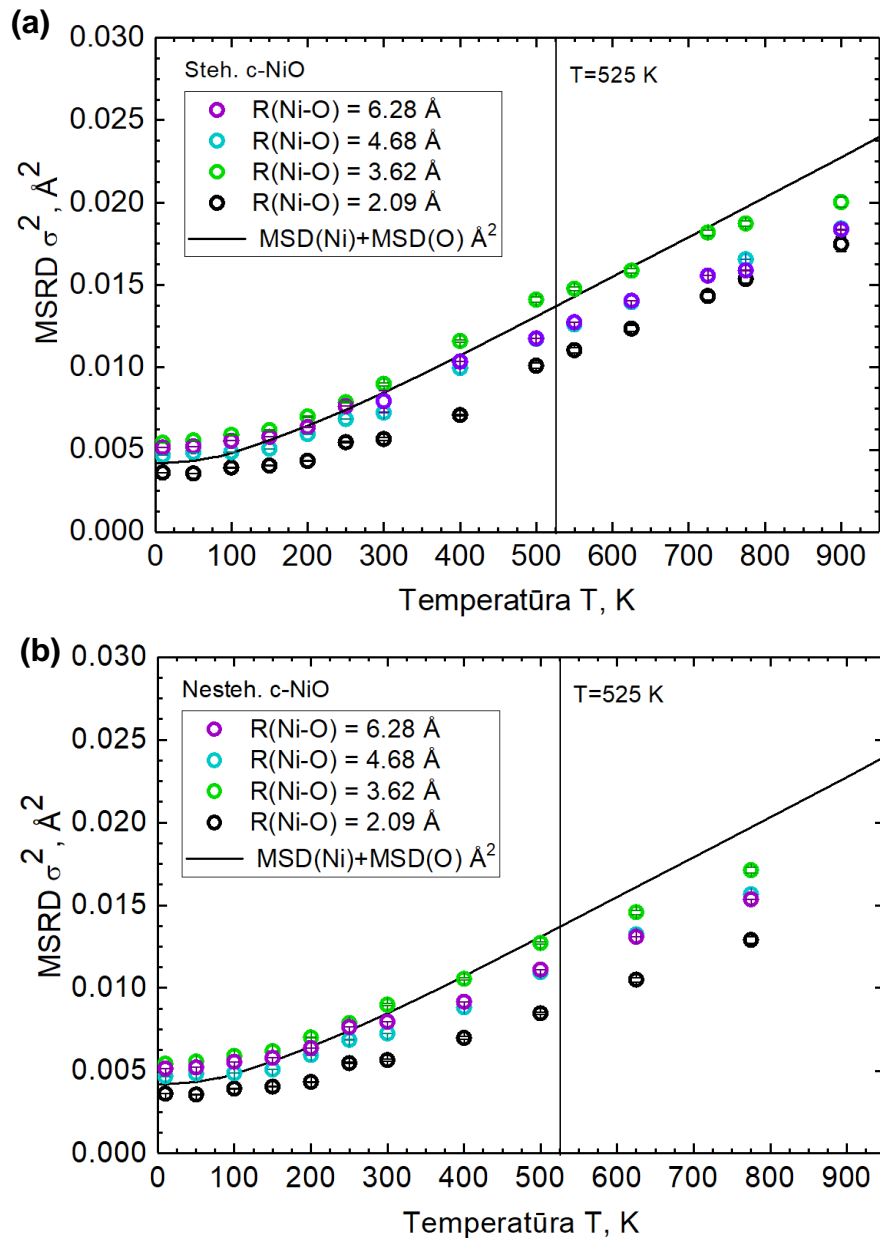 (a)
0.030
0.025
0.020
0.015
0.010
0.005
0.000
MSRD σ², Å²
Steh. c-NiO
T=525 K
R(Ni-O) = 6.28 Å
R(Ni-O) = 4.68 Å
R(Ni-O) = 3.62 Å
R(Ni-O) = 2.09 Å
MSD(Ni)+MSD(O) Å²
0 100 200 300 400 500 600 700 800 900
Temperatūra T, K
(b)
0.030
0.025
0.020
0.015
0.010
0.005
0.000
MSRD σ², Å²
Nesteh. c-NiO
T=525 K
R(Ni-O) = 6.28 Å
R(Ni-O) = 4.68 Å
R(Ni-O) = 3.62 Å
R(Ni-O) = 2.09 Å
MSD(Ni)+MSD(O) Å²
0 100 200 300 400 500 600 700 800 900
Temperatūra T, K